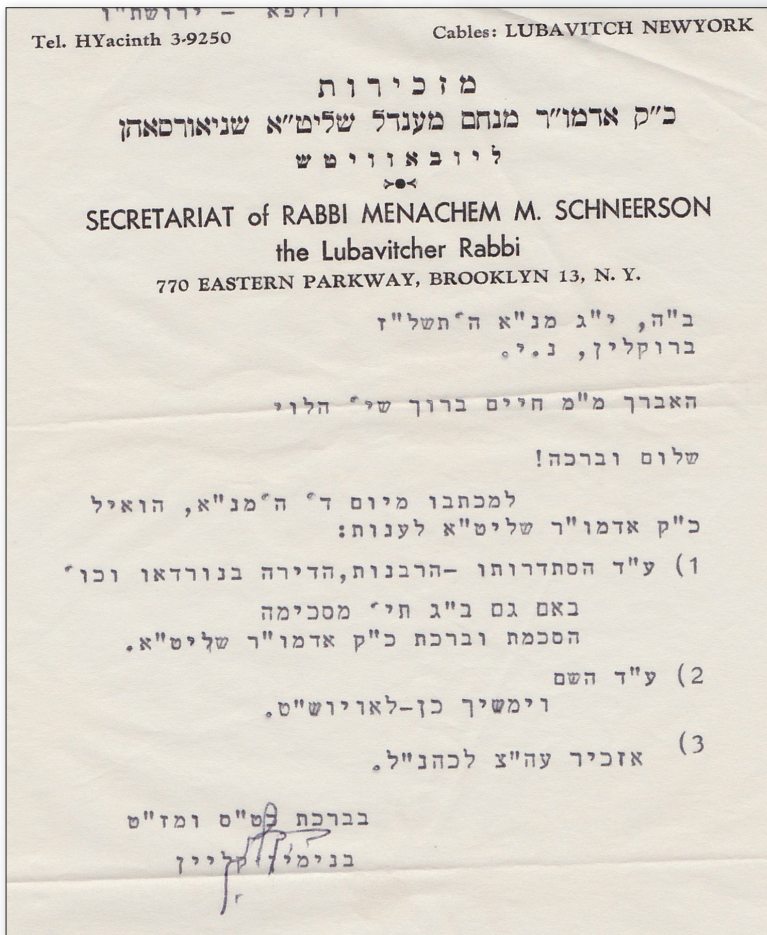 Tel. HYacinth 3-9250
Cables: LUBAVITCH NEWYORK
מזכירות
כ"ק אדמו"ר מנחם מענדל שליט"א שניאורסאהן
ליובאוויטש
SECRETARIAT of RABBI MENACHEM M. SCHNEERSON
the Lubavitcher Rabbi
770 EASTERN PARKWAY, BROOKLYN 13, N. Y.
ב"ה, י"ג מנ"א ה'תשל"ז
ברוקלין, נ.י.
האברך מ"מ חיים ברוך שי' הלוי
שלום וברכה!
למכתבו מיום ד' ה'מנ"א, הואיל
כ"ק אדמו"ר שליט"א לענות:
1) ע"ד הסתדרותו -הרבנות,הדירה בנורדאו וכו'
באם גם ב"ג תי' מסכימה
הסכמת וברכת כ"ק אדמו"ר שליט"א.
2) ע"ד השם
וימשיך כן-לאויוש"ט.
3) אזכיר עה"צ לכהנ"ל.
בברכת כט"ס ומז"ט
בנימין קליין